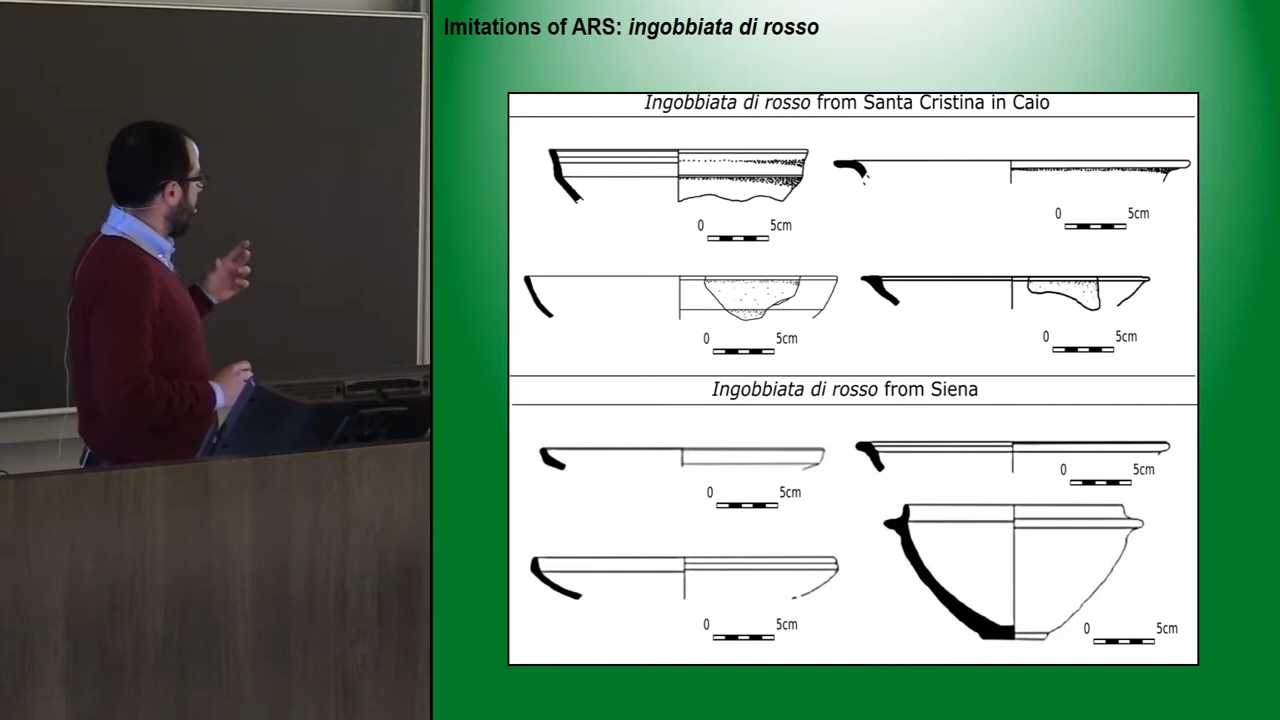 Imitations of ARS: ingobbiata di rosso
Ingobbiata di rosso from Santa Cristina in Caio
0 5cm
0 5cm
0 5cm
0 5cm
Ingobbiata di rosso from Siena
0 5cm
0 5cm
0 5cm
0 5cm